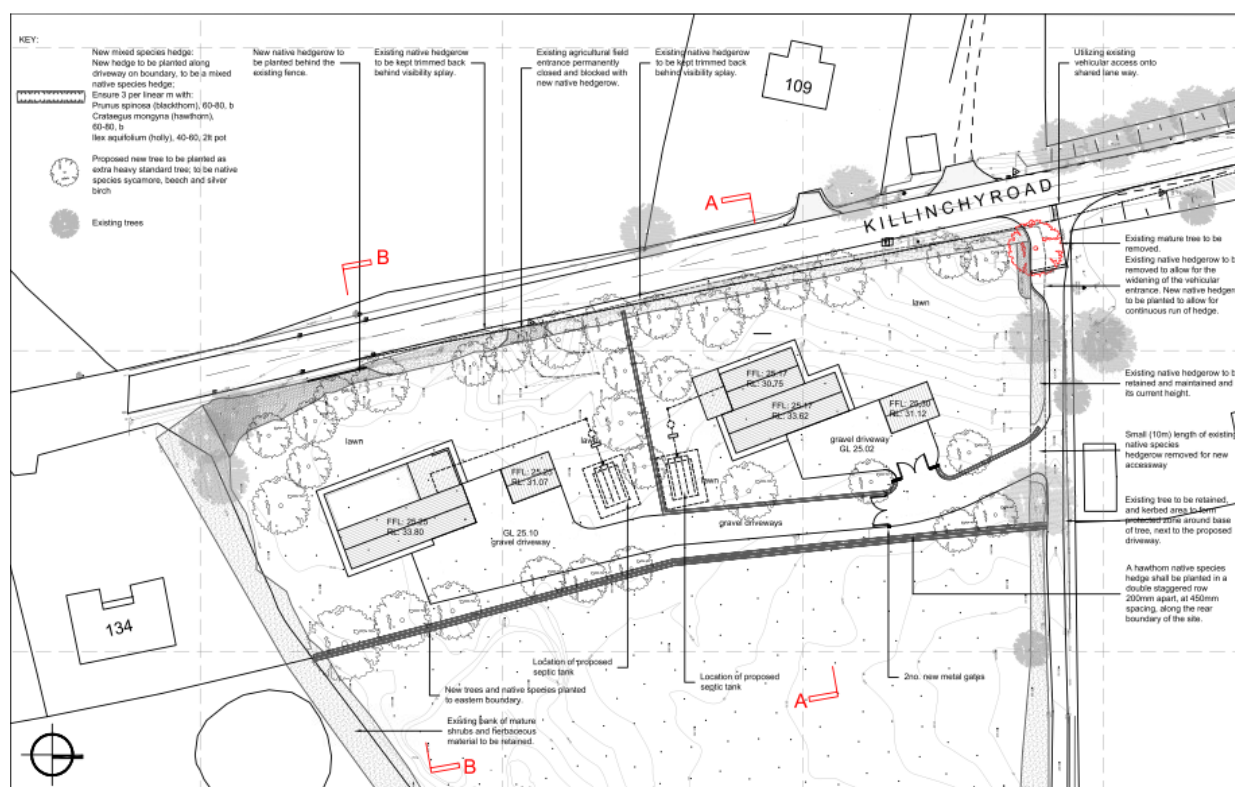 KEY:
New mixed species hedge:
New hedge to be planted along
driveway on boundary, to be a mixed
native species hedge;
Ensure 3 per linear m with:
Prunus spinosa (blackthorn), 60-80, b
Crataegus mongyna (hawthorn),
60-80, b
Ilex aquifolium (holly), 40-60, 2lt pot
Proposed new tree to be planted as
extra heavy standard tree; to be native
species sycamore, beech and silver
birch
Existing trees
New native hedgerow to
be planted behind the
existing fence.
Existing native hedgerow
to be kept trimmed back
behind visibility splay.
Existing agricultural field
entrance permanently
closed and blocked with
new native hedgerow.
Existing native hedgerow
to be kept trimmed back
behind visibility splay.
Utilizing existing
vehicular access onto
shared lane way.
109
KILLINCHYROAD
A
B
Existing mature tree to be
removed.
Existing native hedgerow to b
removed to allow for the
widening of the vehicular
entrance. New native hedger
to be planted to allow for
continuous run of hedge.
lawn
FFL: 25.17
RL: 30.75
FFL: 25.17
RL: 33.62
FFL: 25.30
RL: 31.12
gravel driveway
GL 25.02
Existing native hedgerow to b
retained and maintained and
its current height.
Small (10m) length of existing
native species
hedgerow removed for new
accessway
lawn
lawn
lawn
FFL: 25.25
RL: 31.07
FFL: 25.25
RL: 33.80
GL 25.10
gravel driveway
gravel driveways
Existing tree to be retained,
and kerbed area to form
protected zone around base
of tree, next to the proposed
driveway.
A hawthorn native species
hedge shall be planted in a
double staggered row
200mm apart, at 450mm
spacing, along the rear
boundary of the site.
134
Location of proposed
septic tank
Location of proposed
septic tank
2no. new metal gates
New trees and native species planted
to eastern boundary.
Existing bank of mature
shrubs and herbaceous
material to be retained.
A
B